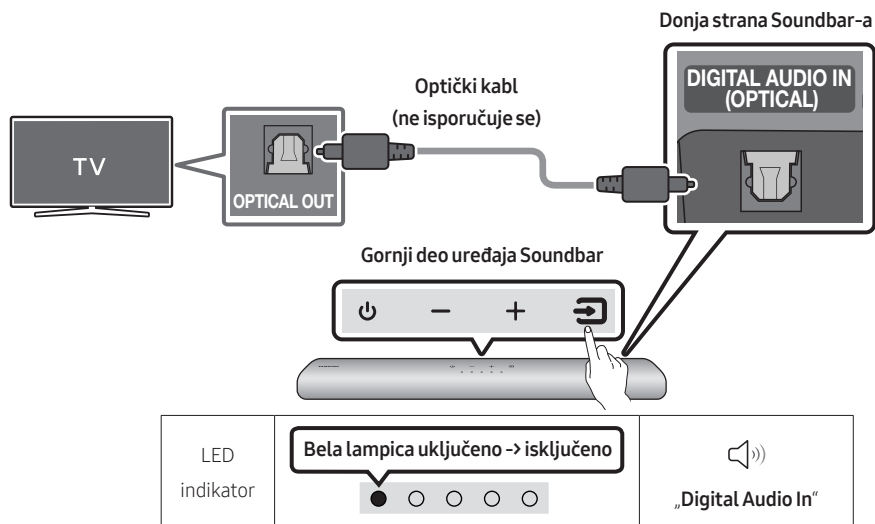 Donja strana Soundbar-a
DIGITAL AUDIO IN
(OPTICAL)
Optički kabl
(ne isporučuje se)
TV
OPTICAL OUT
Gornji deo uređaja Soundbar
LED
indikator
Bela lampica uključeno -> isključeno
„Digital Audio In“